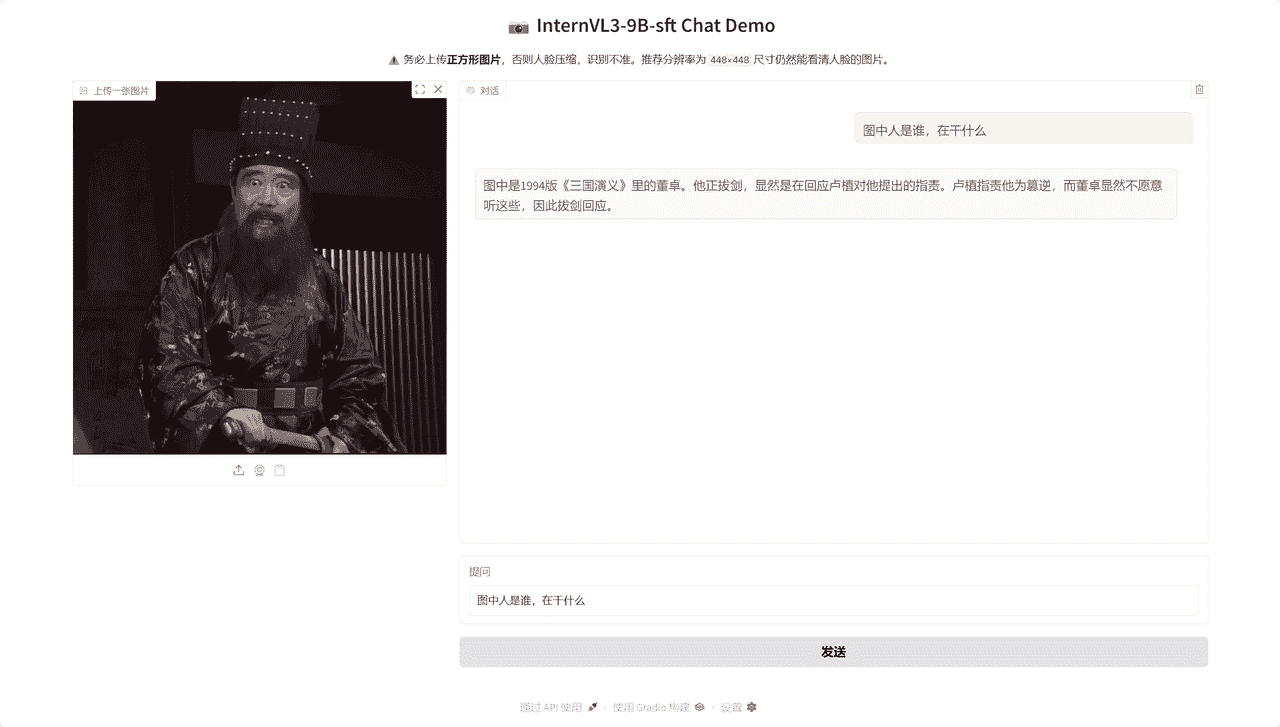 InternVL3-9B-sft Chat Demo
务必上传正方形图片，否则人脸压缩，识别不准。推荐分辨率为 448×448 尺寸仍然能看清人脸的图片。
上传一张图片
对话
图中人是谁，在干什么
图中是1994版《三国演义》里的董卓。他正拔剑，显然是在回应卢植对他提出的指责。卢植指责他为篡逆，而董卓显然不愿意
听这些，因此拔剑回应。
提问
图中人是谁，在干什么
发送
通过 API 使用 · 使用 Gradio 构建 · 设置